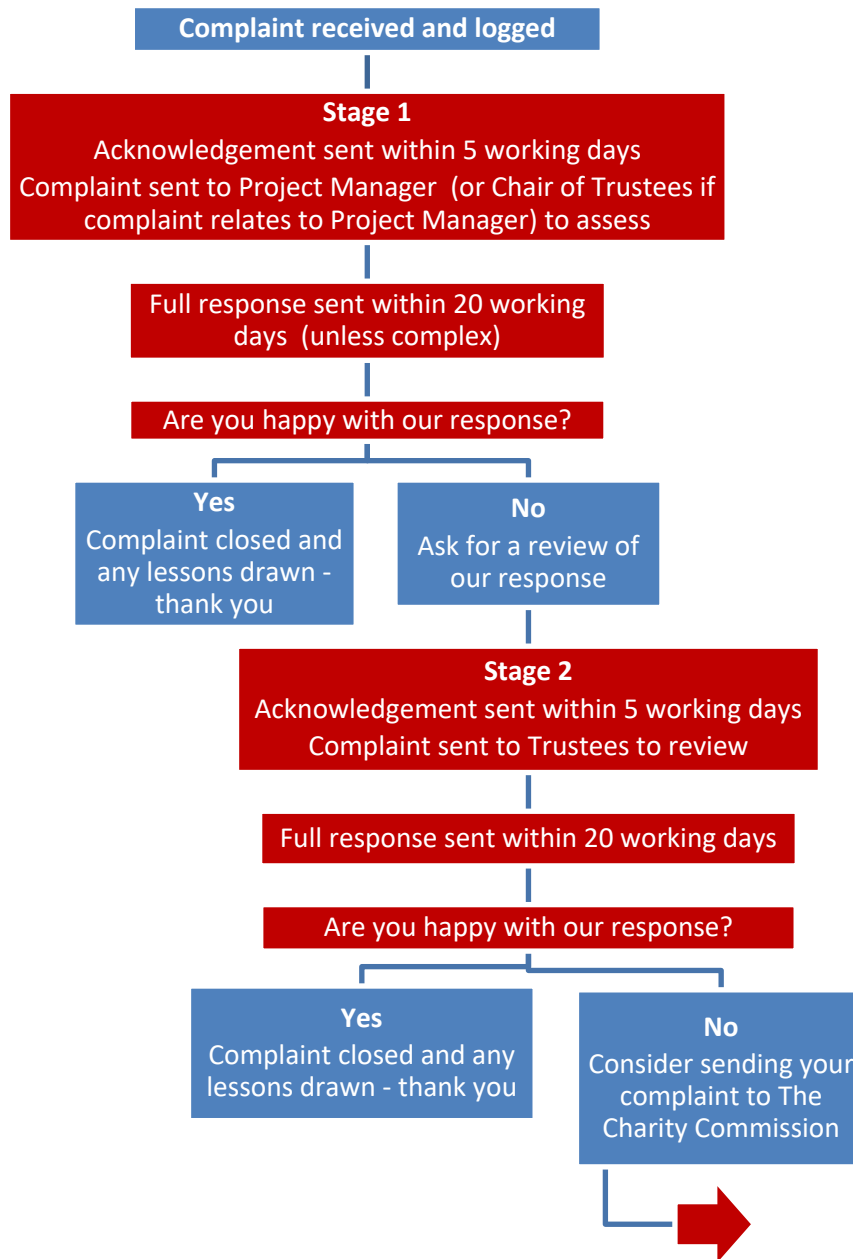 Complaint received and logged
Stage 1
Acknowledgement sent within 5 working days
Complaint sent to Project Manager (or Chair of Trustees if
complaint relates to Project Manager) to assess
Full response sent within 20 working
days (unless complex)
Are you happy with our response?
Yes
Complaint closed and
any lessons drawn -
thank you
No
Ask for a review of
our response
Stage 2
Acknowledgement sent within 5 working days
Complaint sent to Trustees to review
Full response sent within 20 working days
Are you happy with our response?
Yes
Complaint closed and any
lessons drawn - thank you
No
Consider sending your
complaint to The
Charity Commission